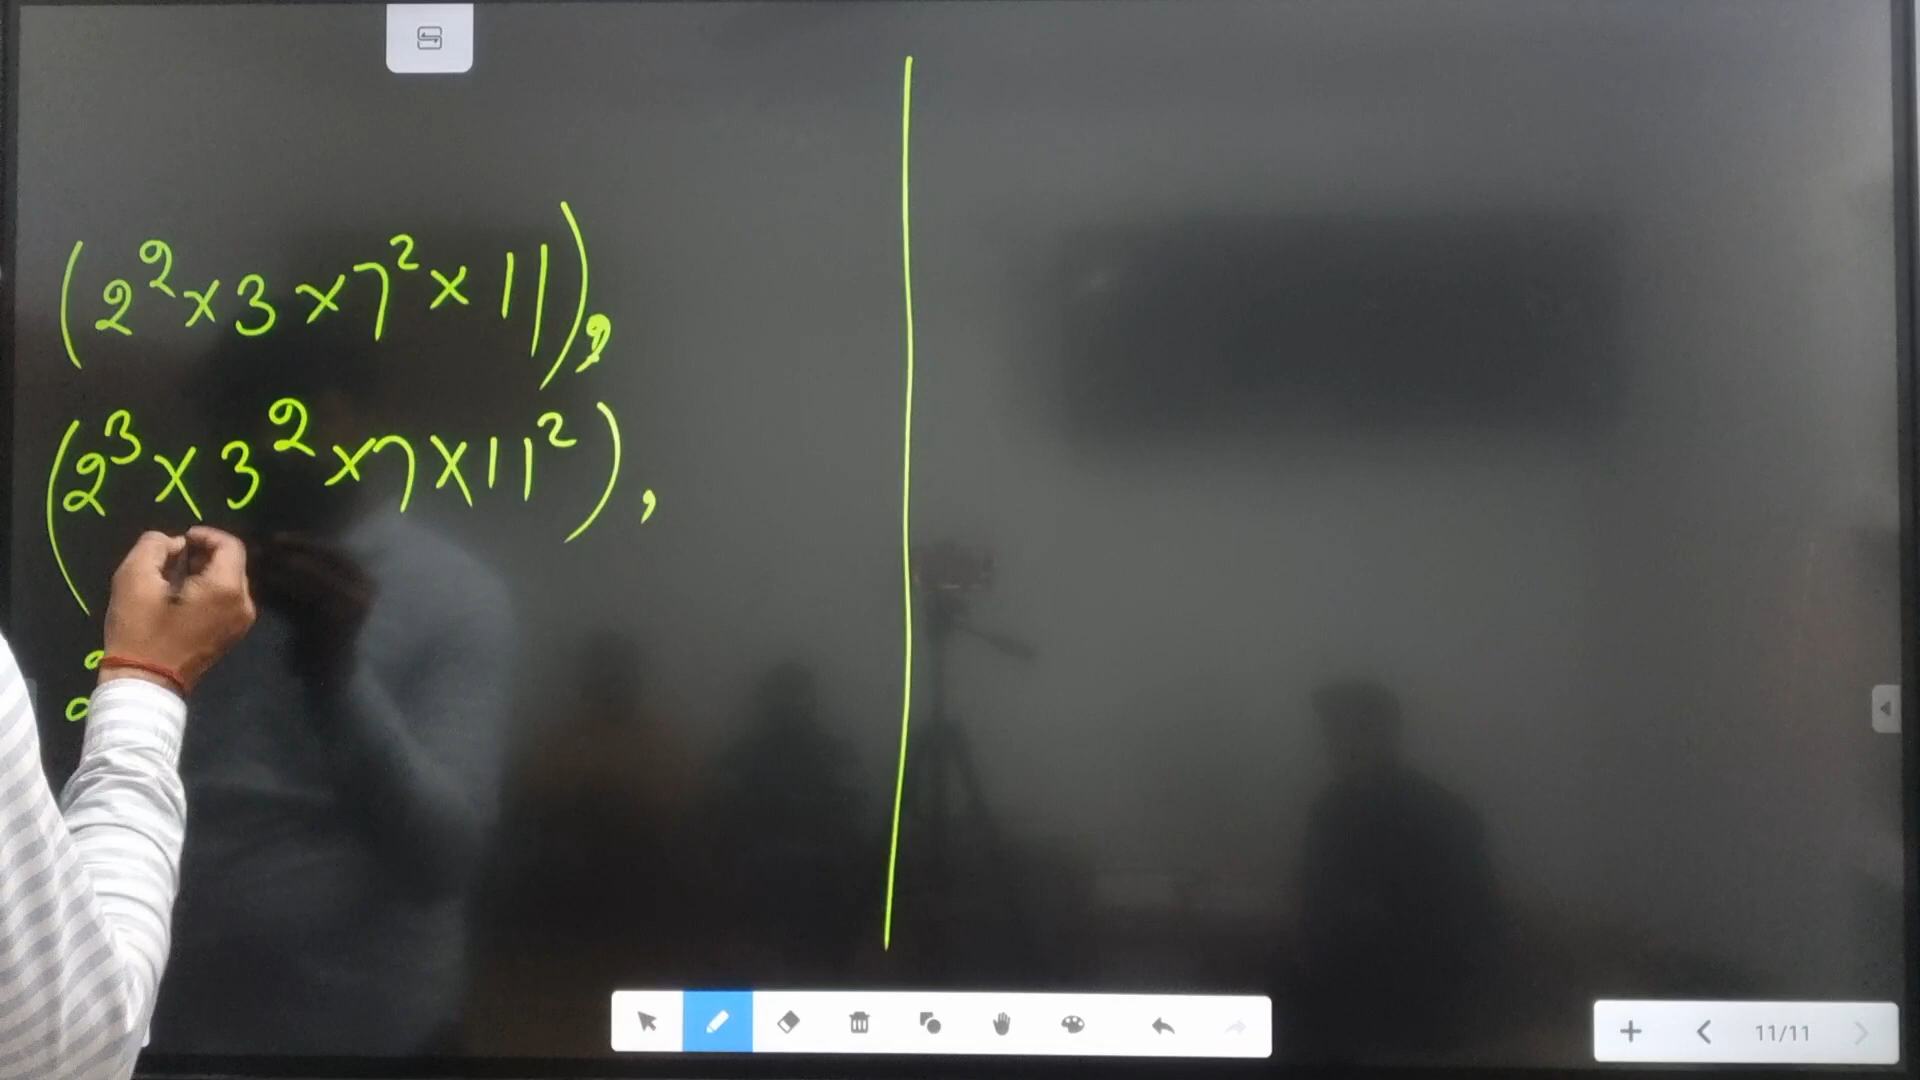 (2² × 3 × 7² × 11),
(2³ × 3² × 7 × 11²),
11/11